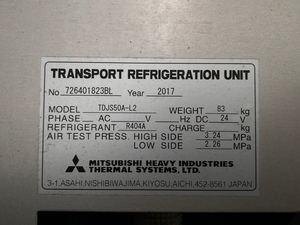 TRANSPORT REFRIGERATION UNIT
No 726401823BL Year 2017
MODEL TDJS50A-L2 WEIGHT 83 kg
PHASE AC V Hz DC 24 V
REFRIGERANT R404A CHARGE kg
AIR TEST PRESS. HIGH SIDE 3.24 MPa
LOW SIDE 2.26 MPa
MITSUBISHI HEAVY INDUSTRIES
THERMAL SYSTEMS, LTD.
3-1, ASAHI, NISHIBIWAJIMA, KIYOSU, AICHI, 452-8561 JAPAN